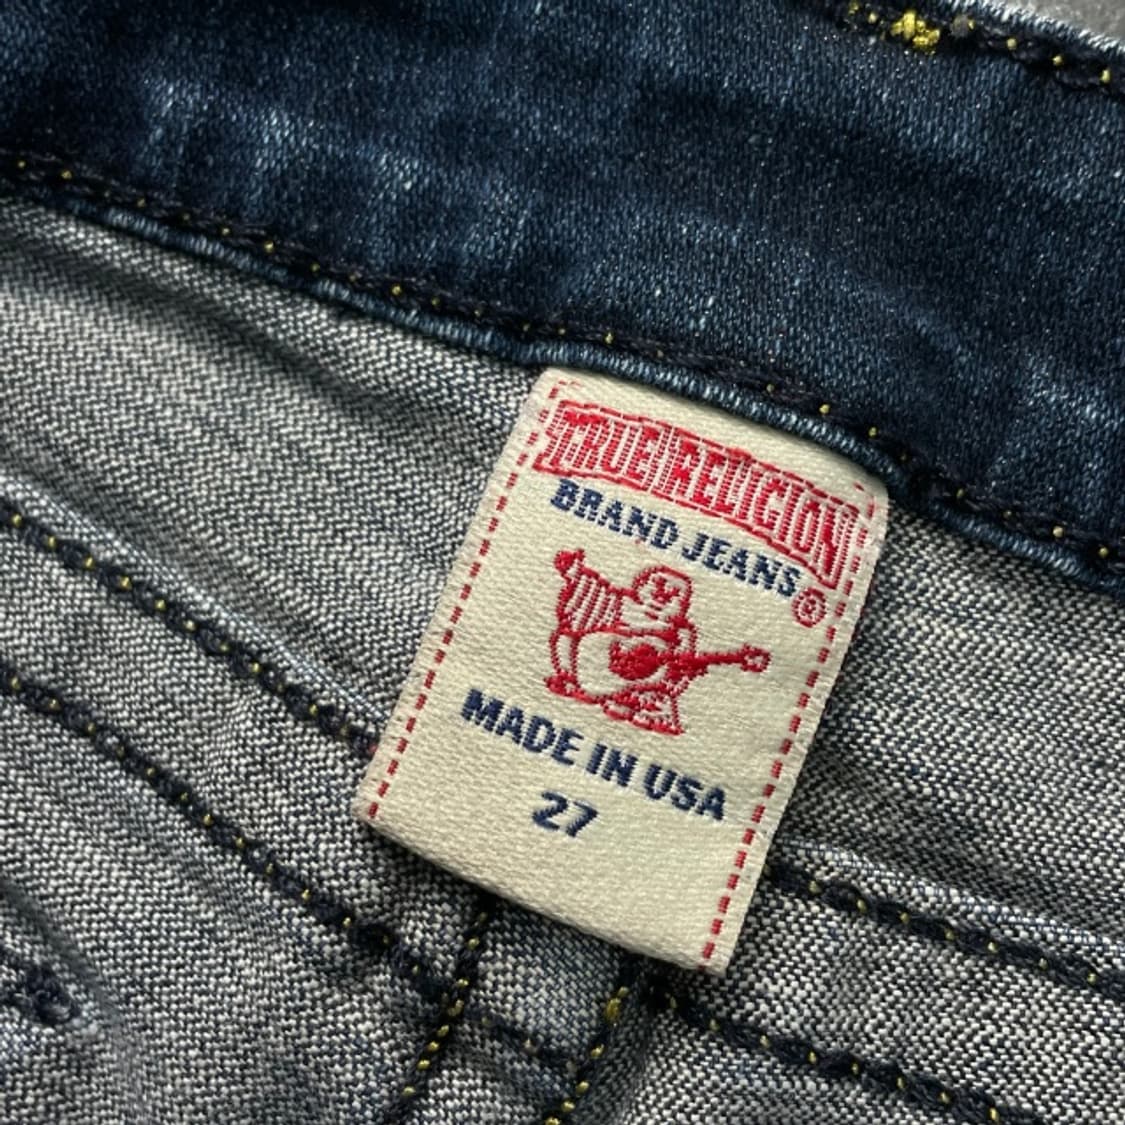 TRUE RELIGION
BRAND JEANS®
MADE IN USA
27